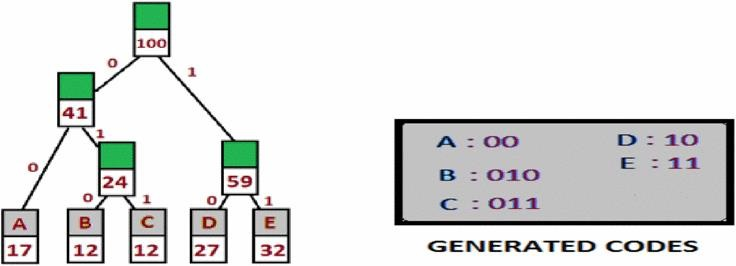 100
0
1
41
1
0
24
59
0
1
0
1
A
B
C
D
E
17
12
12
27
32
A : 00
D : 10
E : 11
B : 010
C : 011
GENERATED CODES